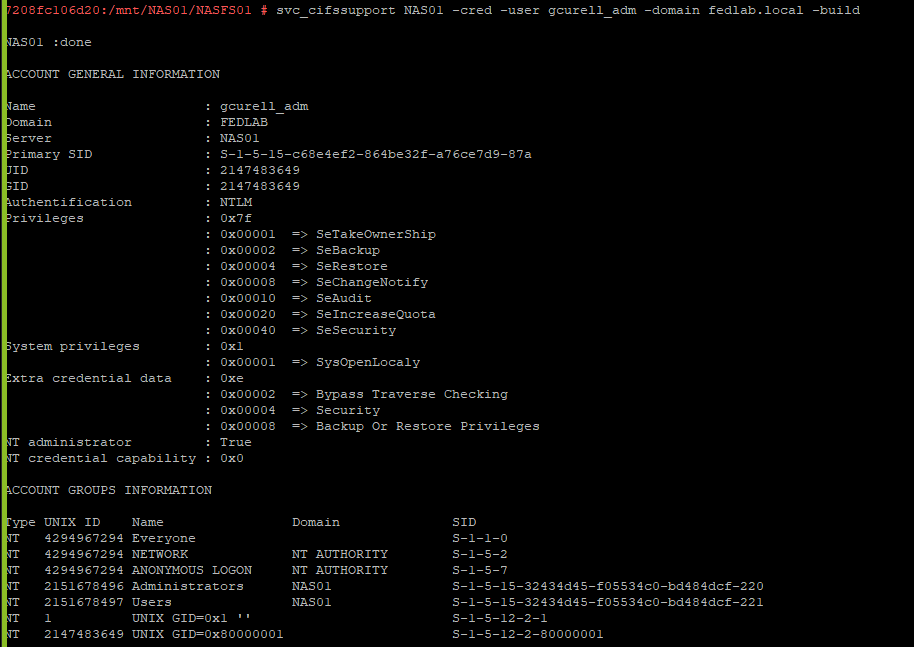 7208fc106d20:/mnt/NAS01/NASFS01 # svc_cifssupport NAS01 -cred -user gcurell_adm -domain fedlab.local -build
NAS01 :done
ACCOUNT GENERAL INFORMATION
Name : gcurell_adm
Domain : FEDLAB
Server : NAS01
Primary SID : S-1-5-15-c68e4ef2-864be32f-a76ce7d9-87a
UID : 2147483649
GID : 2147483649
Authentification : NTLM
Privileges : 0x7f
: 0x00001 => SeTakeOwnerShip
: 0x00002 => SeBackup
: 0x00004 => SeRestore
: 0x00008 => SeChangeNotify
: 0x00010 => SeAudit
: 0x00020 => SeIncreaseQuota
: 0x00040 => SeSecurity
System privileges : 0x1
: 0x00001 => SysOpenLocaly
Extra credential data : 0xe
: 0x00002 => Bypass Traverse Checking
: 0x00004 => Security
: 0x00008 => Backup Or Restore Privileges
NT administrator : True
NT credential capability : 0x0
ACCOUNT GROUPS INFORMATION
Type UNIX ID Name Domain SID
NT 4294967294 Everyone S-1-1-0
NT 4294967294 NETWORK NT AUTHORITY S-1-5-2
NT 4294967294 ANONYMOUS LOGON NT AUTHORITY S-1-5-7
NT 2151678496 Administrators NAS01 S-1-5-15-32434d45-f05534c0-bd484dcf-220
NT 2151678497 Users NAS01 S-1-5-15-32434d45-f05534c0-bd484dcf-221
NT 1 UNIX GID=0x1 '' S-1-5-12-2-1
NT 2147483649 UNIX GID=0x80000001 S-1-5-12-2-80000001